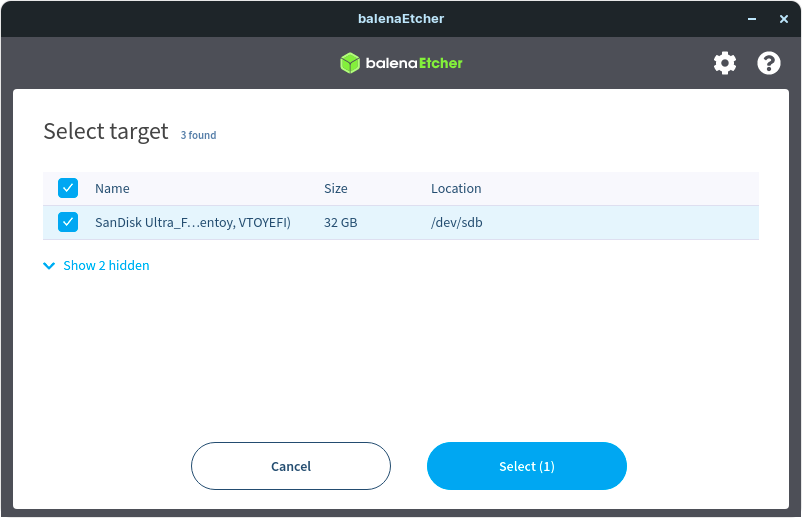 balenaEtcher
balenaEtcher
Select target 3 found
Name Size Location
SanDisk Ultra_F...entoy, VTOYEFI) 32 GB /dev/sdb
Show 2 hidden
Cancel Select (1)